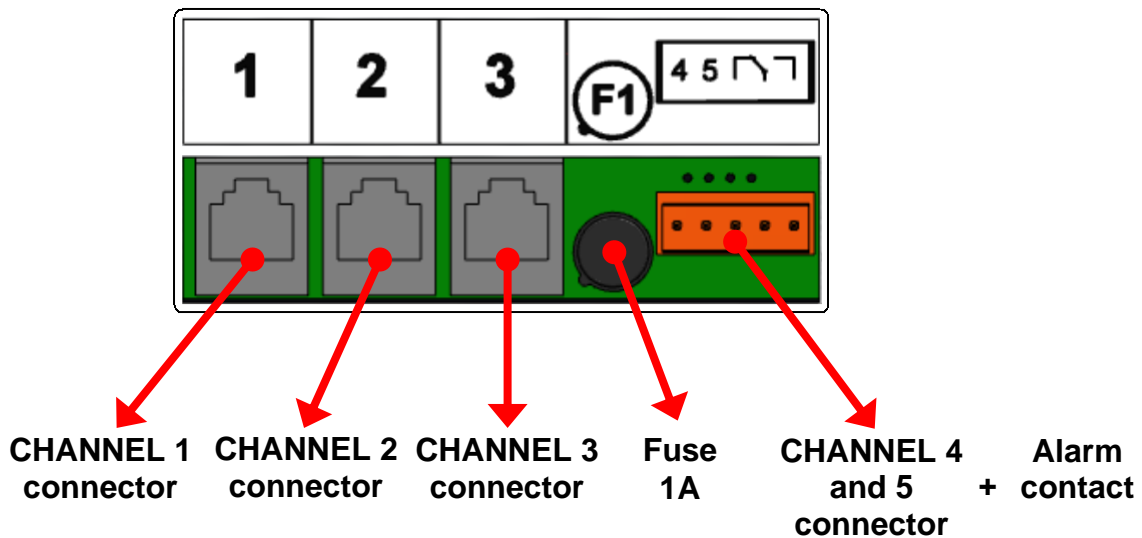 1 2 3 F1 4 5
CHANNEL 1 connector
CHANNEL 2 connector
CHANNEL 3 connector
Fuse 1A
CHANNEL 4 and 5 connector + Alarm contact